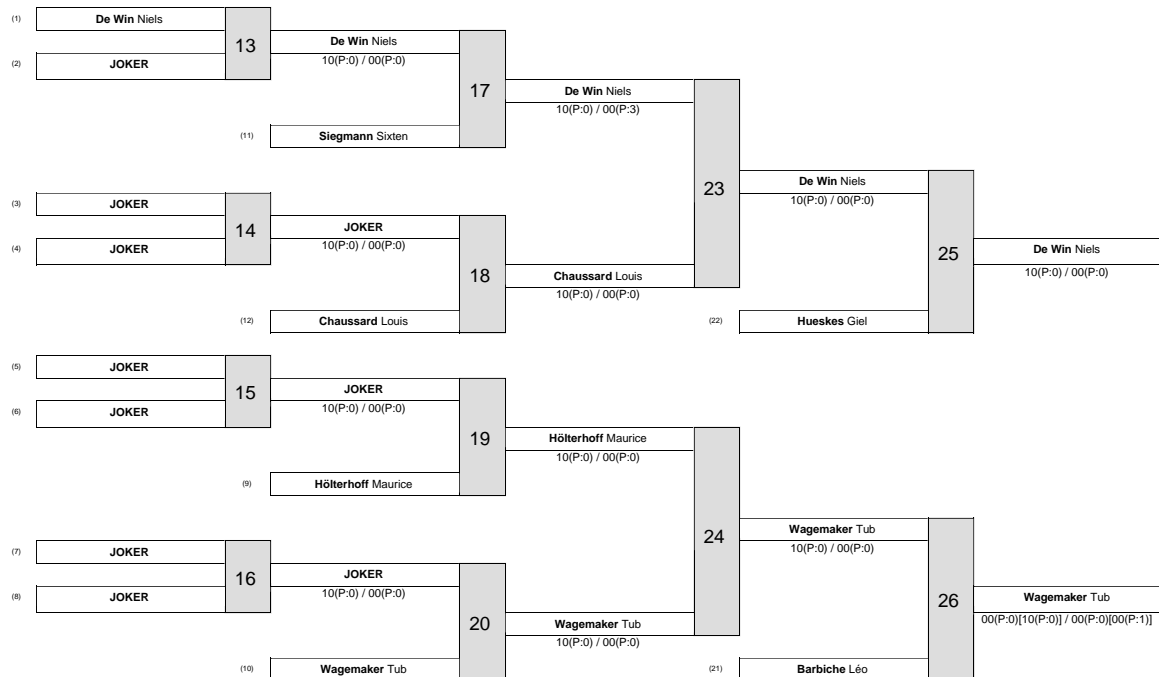 (1) De Win Niels
13
De Win Niels
10(P:0) / 00(P:0)
(2) JOKER
17
De Win Niels
10(P:0) / 00(P:3)
(11) Siegmann Sixten
23
De Win Niels
10(P:0) / 00(P:0)
(3) JOKER
14
JOKER
10(P:0) / 00(P:0)
(4) JOKER
18
Chaussard Louis
10(P:0) / 00(P:0)
(12) Chaussard Louis
25
De Win Niels
10(P:0) / 00(P:0)
(22) Hueskes Giel
(5) JOKER
15
JOKER
10(P:0) / 00(P:0)
(6) JOKER
19
Hölterhoff Maurice
10(P:0) / 00(P:0)
(9) Hölterhoff Maurice
24
Wagemaker Tub
10(P:0) / 00(P:0)
(7) JOKER
16
JOKER
10(P:0) / 00(P:0)
(8) JOKER
20
Wagemaker Tub
10(P:0) / 00(P:0)
(10) Wagemaker Tub
26
Wagemaker Tub
00(P:0)[10(P:0)] / 00(P:0)[00(P:1)]
(21) Barbiche Léo